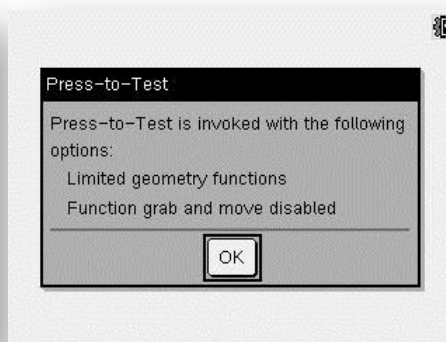 Press-to-Test
Press-to-Test is invoked with the following
options:
Limited geometry functions
Function grab and move disabled
OK